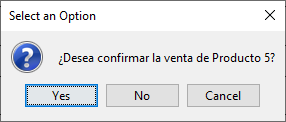 Select an Option
¿Desea confirmar la venta de Producto 5?
Yes
No
Cancel